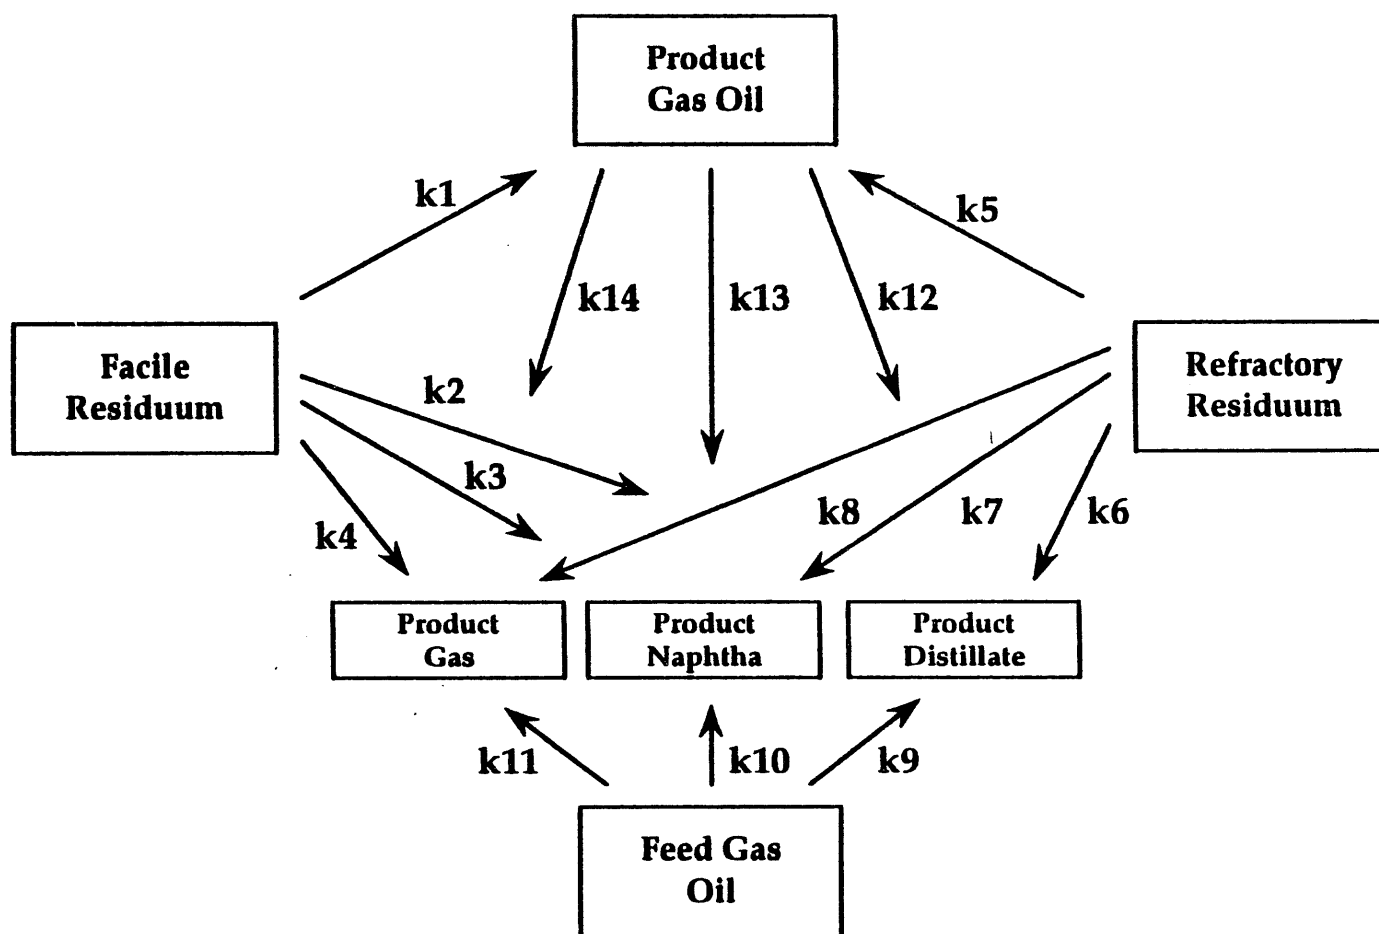 Product
Gas Oil
k1
k5
k14
k13
k12
Facile
Residuum
Refractory
Residuum
k2
k3
k4
k8
k7
k6
Product
Gas
Product
Naphtha
Product
Distillate
k11
k10
k9
Feed Gas
Oil